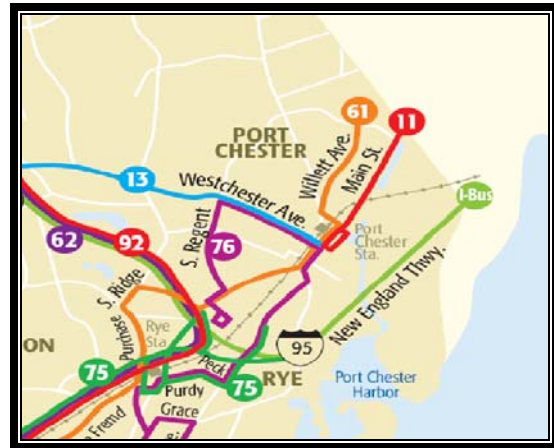 61
11
PORT
CHESTER
Willett Ave.
Main St.
13
Westchester Ave.
I-Bus
62
92
S. Regent
76
Port
Chester
Sta.
New England Thwy.
S. Ridge
Purchase
Rye
Sta.
ON
95
Peck
75
75
RYE
Port Chester
Harbor
Purdy
Grace
Fremd